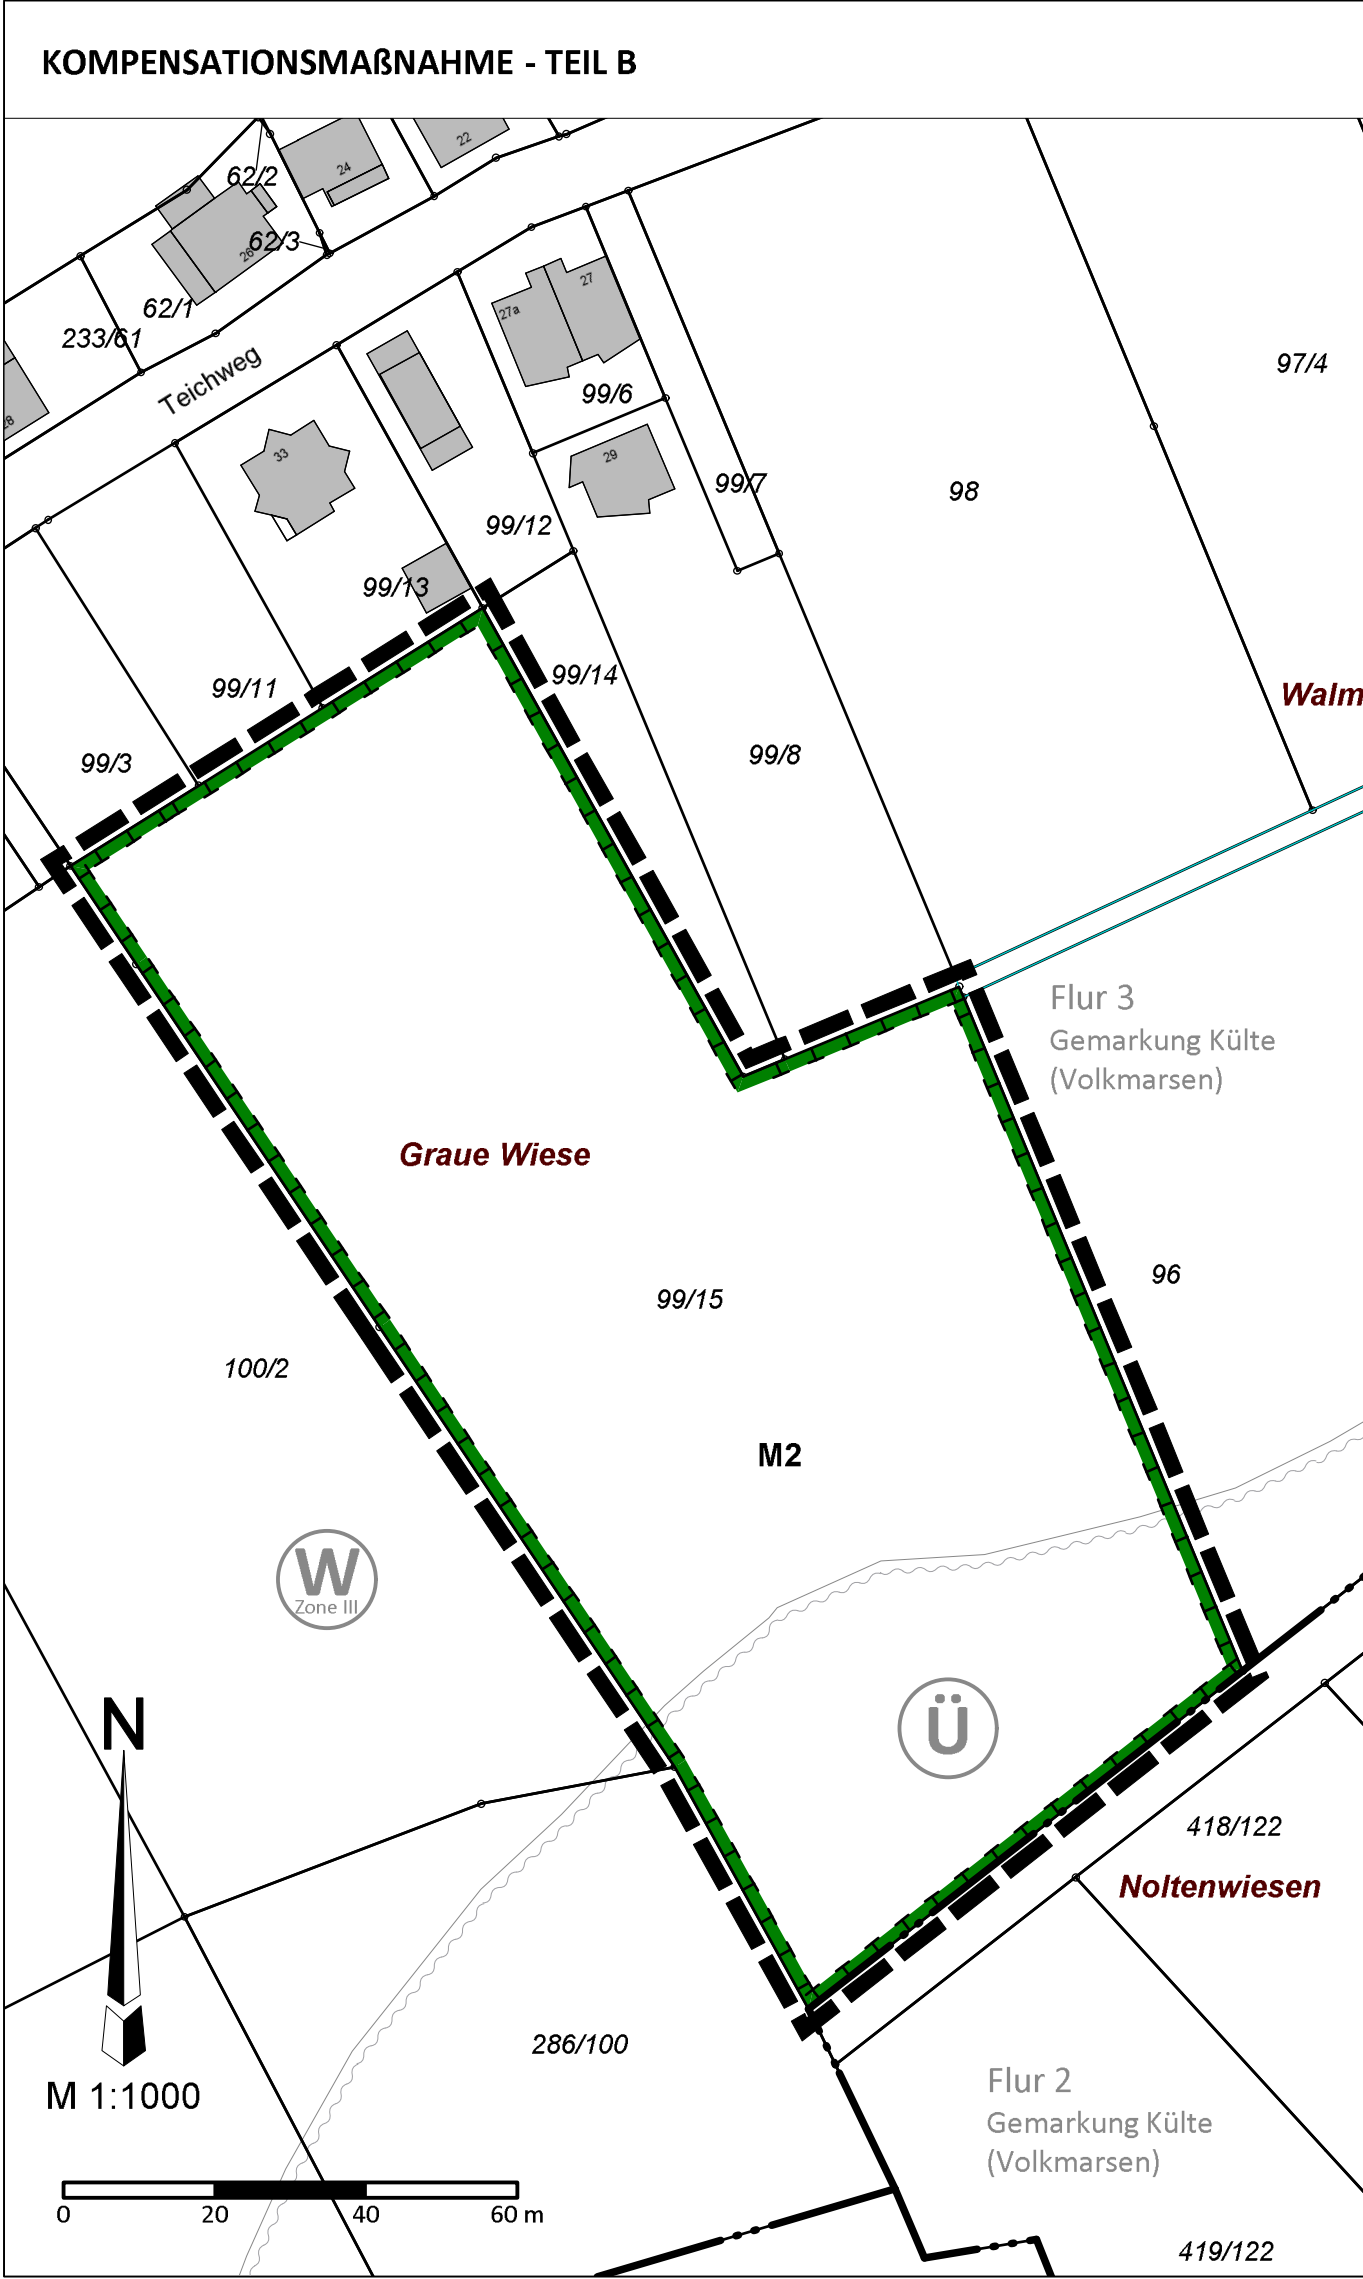 KOMPENSATIONSMAßNAHME - TEIL B
22
24
62/2
26
62/3
62/1
233/61
27
27a
97/4
Teichweg
99/6
28
33
29
99/7
98
99/12
99/13
99/14
99/11
Walm
99/8
99/3
Flur 3
Gemarkung Külte
(Volkmarsen)
Graue Wiese
96
99/15
100/2
M2
W
Zone III
Ü
N
418/122
Noltenwiesen
286/100
Flur 2
Gemarkung Külte
(Volkmarsen)
M 1:1000
0 20 40 60 m
419/122